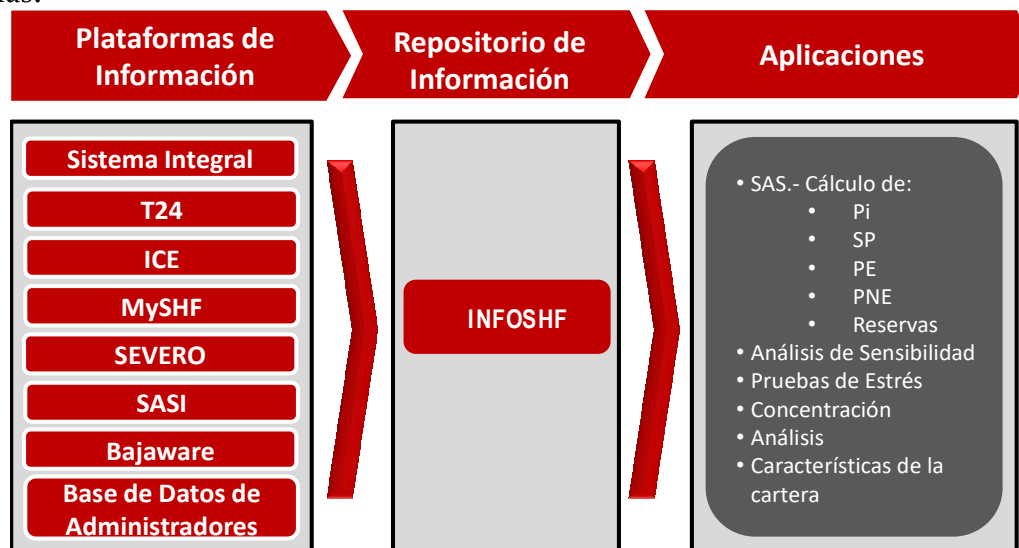 Plataformas de
Información
Repositorio de
Información
Aplicaciones
Sistema Integral
T24
ICE
MySHF
SEVERO
SASI
Bajaware
Base de Datos de
Administradores
INFOSHF
• SAS.- Cálculo de:
• Pi
• SP
• PE
• PNE
• Reservas
• Análisis de Sensibilidad
• Pruebas de Estrés
• Concentración
• Análisis
• Características de la
cartera